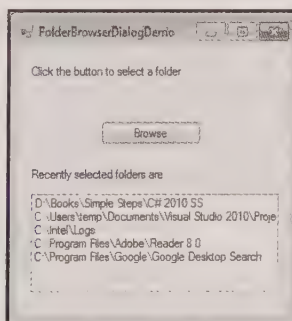 FolderBrowserDialogDemo
Click the button to select a folder
Browse
Recently selected folders are
D:\Books\Simple Steps\C# 2010 SS
C:\Users\temp\Documents\Visual Studio 2010\Proje
C:\Intel\Logs
C:\Program Files\Adobe\Reader 8.0
C:\Program Files\Google\Google Desktop Search